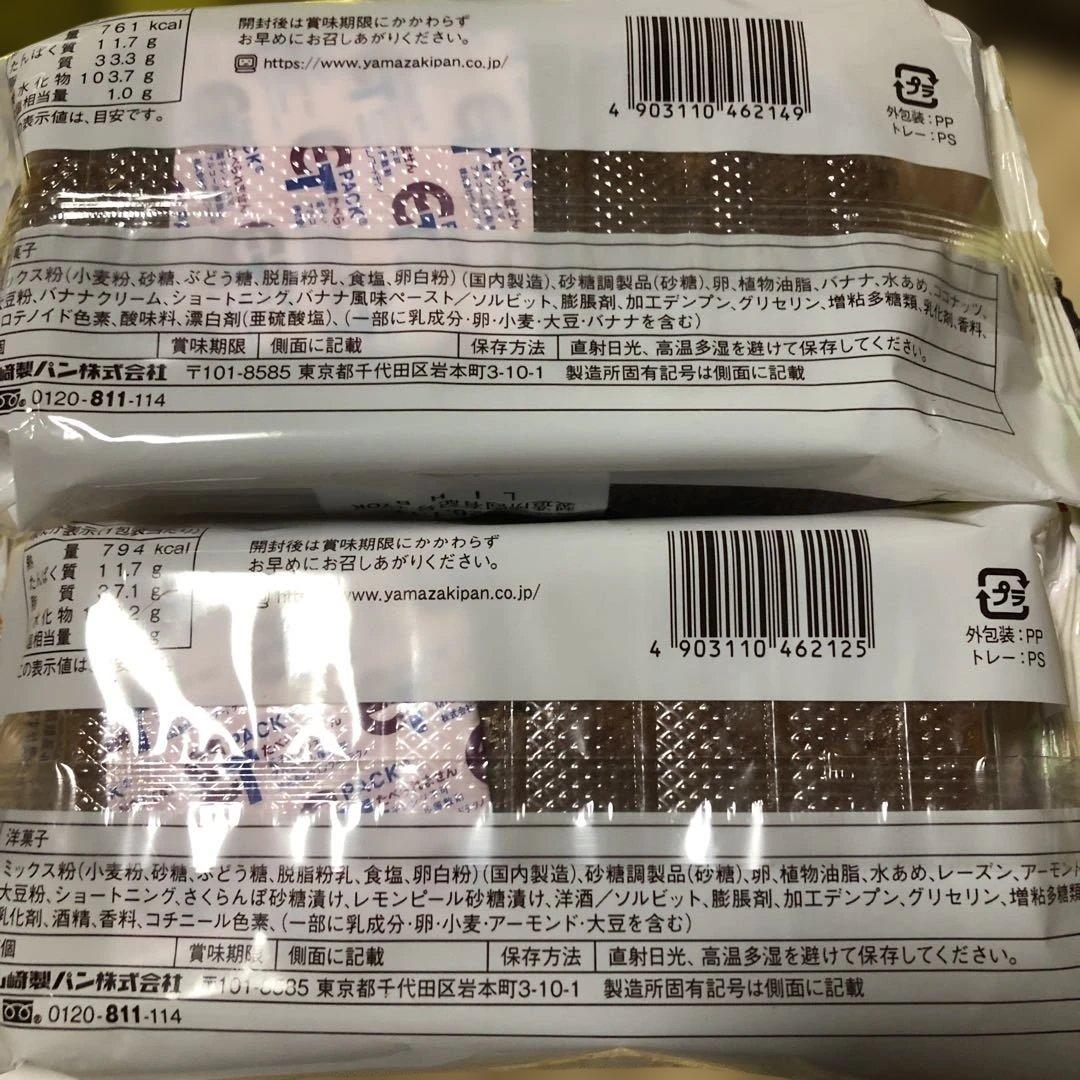 量 761 kcal
たんぱく質 11.7 g
質 33.3 g
水化物 103.7 g
相当量 1.0 g
の表示値は、目安です。
開封後は賞味期限にかかわらず
お早めにお召しあがりください。
https://www.yamazakipan.co.jp/
4 903110 462149
プラ
外包装:PP
トレー:PS
菓子
ミックス粉(小麦粉、砂糖、ぶどう糖、脱脂粉乳、食塩、卵白粉)(国内製造)、砂糖調製品(砂糖)、卵、植物油脂、バナナ、水あめ、ココナッツ、
大豆粉、バナナクリーム、ショートニング、バナナ風味ペースト/ソルビット、膨脹剤、加工デンプン、グリセリン、増粘多糖類、乳化剤、香料、
ロテノイド色素、酸味料、漂白剤(亜硫酸塩)、(一部に乳成分・卵・小麦・大豆・バナナを含む)
個 賞味期限 側面に記載 保存方法 直射日光、高温多湿を避けて保存してください。
崎製パン株式会社 〒101-8585 東京都千代田区岩本町3-10-1 製造所固有記号は側面に記載
0120-811-114
量 794 kcal
たんぱく質 11.7 g
質 37.1 g
水化物
相当量 g
この表示値は、
開封後は賞味期限にかかわらず
お早めにお召しあがりください。
www.yamazakipan.co.jp/
4 903110 462125
プラ
外包装:PP
トレー:PS
洋菓子
ミックス粉(小麦粉、砂糖、ぶどう糖、脱脂粉乳、食塩、卵白粉)(国内製造)、砂糖調製品(砂糖)、卵、植物油脂、水あめ、レーズン、アーモンド
大豆粉、ショートニング、さくらんぼ砂糖漬け、レモンピール砂糖漬け、洋酒/ソルビット、膨脹剤、加工デンプン、グリセリン、増粘多糖類
乳化剤、酒精、香料、コチニール色素、(一部に乳成分・卵・小麦・アーモンド・大豆を含む)
個 賞味期限 側面に記載 保存方法 直射日光、高温多湿を避けて保存してください。
山崎製パン株式会社 〒101-8585 東京都千代田区岩本町3-10-1 製造所固有記号は側面に記載
0120-811-114